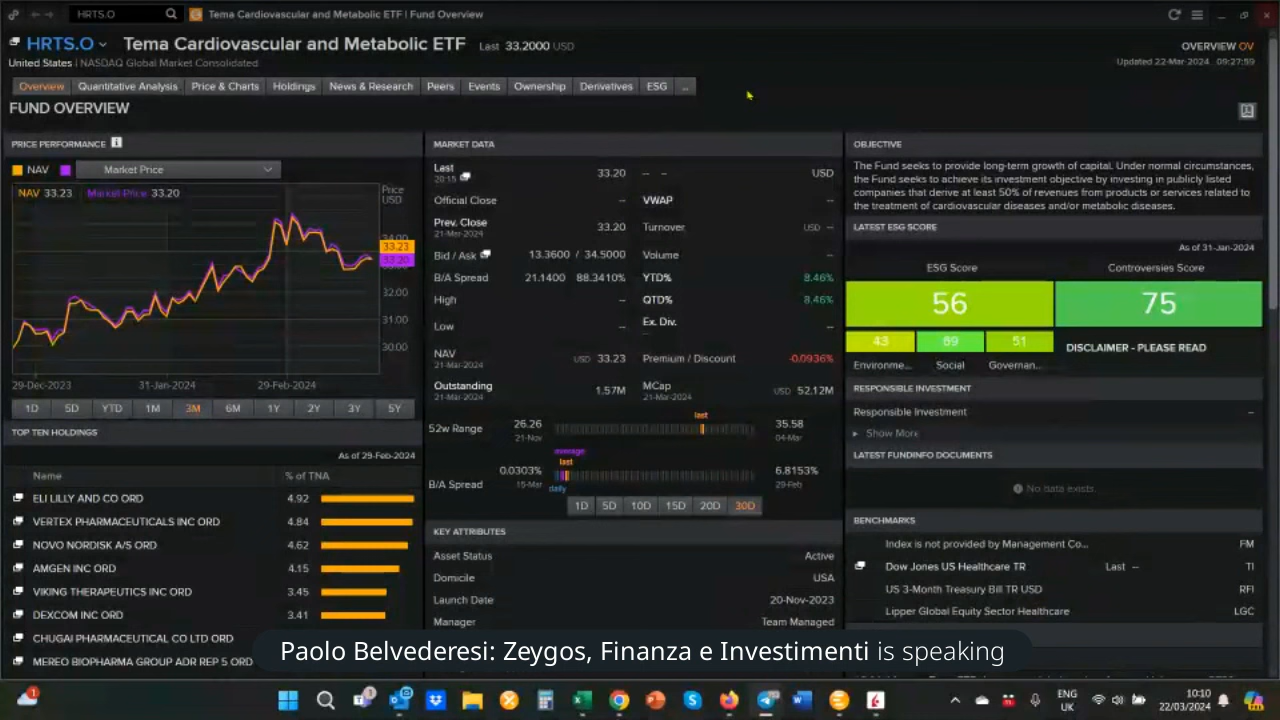 HRTS.O
Tema Cardiovascular and Metabolic ETF | Fund Overview
HRTS.O Tema Cardiovascular and Metabolic ETF Last 33.2000 USD
OVERVIEW OV
United States | NASDAQ Global Market Consolidated
Updated 22-Mar-2024 , 09:27:59
Overview Quantitative Analysis Price & Charts Holdings News & Research Peers Events Ownership Derivatives ESG ...
FUND OVERVIEW
PRICE PERFORMANCE
NAV Market Price
NAV 33.23 Market Price 33.20
Price
USD
34.00
33.23
33.20
32.00
31.00
30.00
29-Dec-2023 31-Jan-2024 29-Feb-2024
1D 5D YTD 1M 3M 6M 1Y 2Y 3Y 5Y
TOP TEN HOLDINGS
As of 29-Feb-2024
Name % of TNA
ELI LILLY AND CO ORD 4.92
VERTEX PHARMACEUTICALS INC ORD 4.84
NOVO NORDISK A/S ORD 4.62
AMGEN INC ORD 4.15
VIKING THERAPEUTICS INC ORD 3.45
DEXCOM INC ORD 3.41
CHUGAI PHARMACEUTICAL CO LTD ORD
MEREO BIOPHARMA GROUP ADR REP 5 ORD
MARKET DATA
Last 33.20 -- -- USD
20:15
Official Close -- VWAP --
Prev. Close 33.20 Turnover USD --
21-Mar-2024
Bid / Ask 13.3600 / 34.5000 Volume --
B/A Spread 21.1400 88.3410% YTD% 8.46%
High -- QTD% 8.46%
Low -- Ex. Div. --
NAV USD 33.23 Premium / Discount -0.0936%
21-Mar-2024
Outstanding 1.57M MCap USD 52.12M
21-Mar-2024 21-Mar-2024
last
52w Range 26.26 35.58
21-Nov 04-Mar
average
last
0.0303% 6.8153%
B/A Spread 15-Mar 29-Feb
daily
1D 5D 10D 15D 20D 30D
KEY ATTRIBUTES
Asset Status Active
Domicile USA
Launch Date 20-Nov-2023
Manager Team Managed
OBJECTIVE
The Fund seeks to provide long-term growth of capital. Under normal circumstances,
the Fund seeks to achieve its investment objective by investing in publicly listed
companies that derive at least 50% of revenues from products or services related to
the treatment of cardiovascular diseases and/or metabolic diseases.
LATEST ESG SCORE
As of 31-Jan-2024
ESG Score Controversies Score
56 75
43 69 51
DISCLAIMER - PLEASE READ
Environme... Social Governan...
RESPONSIBLE INVESTMENT
Responsible Investment --
Show More
LATEST FUNDINFO DOCUMENTS
No data exists.
BENCHMARKS
Index is not provided by Management Co... FM
Dow Jones US Healthcare TR Last -- TI
US 3-Month Treasury Bill TR USD RFI
Lipper Global Equity Sector Healthcare LGC
Paolo Belvederesi: Zeygos, Finanza e Investimenti is speaking
ENG
UK
10:10
22/03/2024